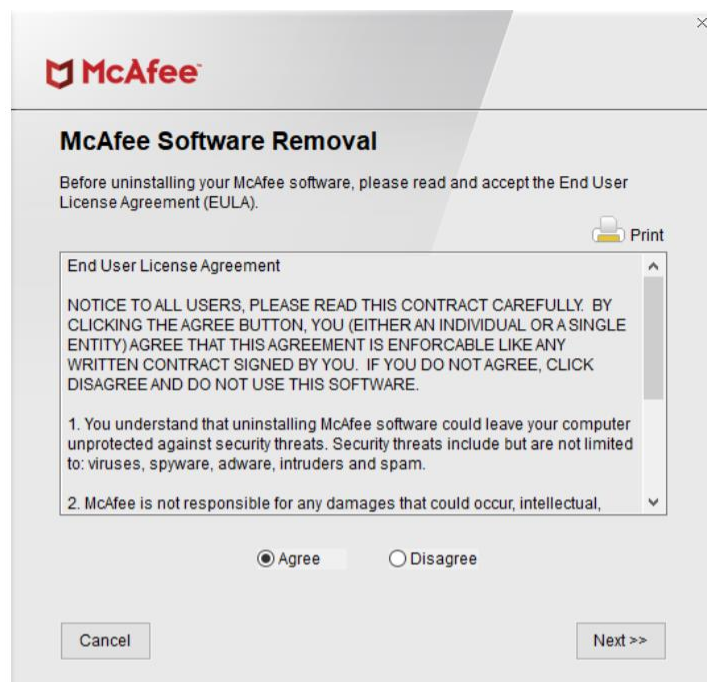 McAfee™
McAfee Software Removal
Before uninstalling your McAfee software, please read and accept the End User
License Agreement (EULA).
Print
End User License Agreement
NOTICE TO ALL USERS, PLEASE READ THIS CONTRACT CAREFULLY.  BY
CLICKING THE AGREE BUTTON, YOU (EITHER AN INDIVIDUAL OR A SINGLE
ENTITY) AGREE THAT THIS AGREEMENT IS ENFORCABLE LIKE ANY
WRITTEN CONTRACT SIGNED BY YOU.  IF YOU DO NOT AGREE, CLICK
DISAGREE AND DO NOT USE THIS SOFTWARE.
1. You understand that uninstalling McAfee software could leave your computer
unprotected against security threats. Security threats include but are not limited
to: viruses, spyware, adware, intruders and spam.
2. McAfee is not responsible for any damages that could occur, intellectual,
Agree
Disagree
Cancel
Next >>